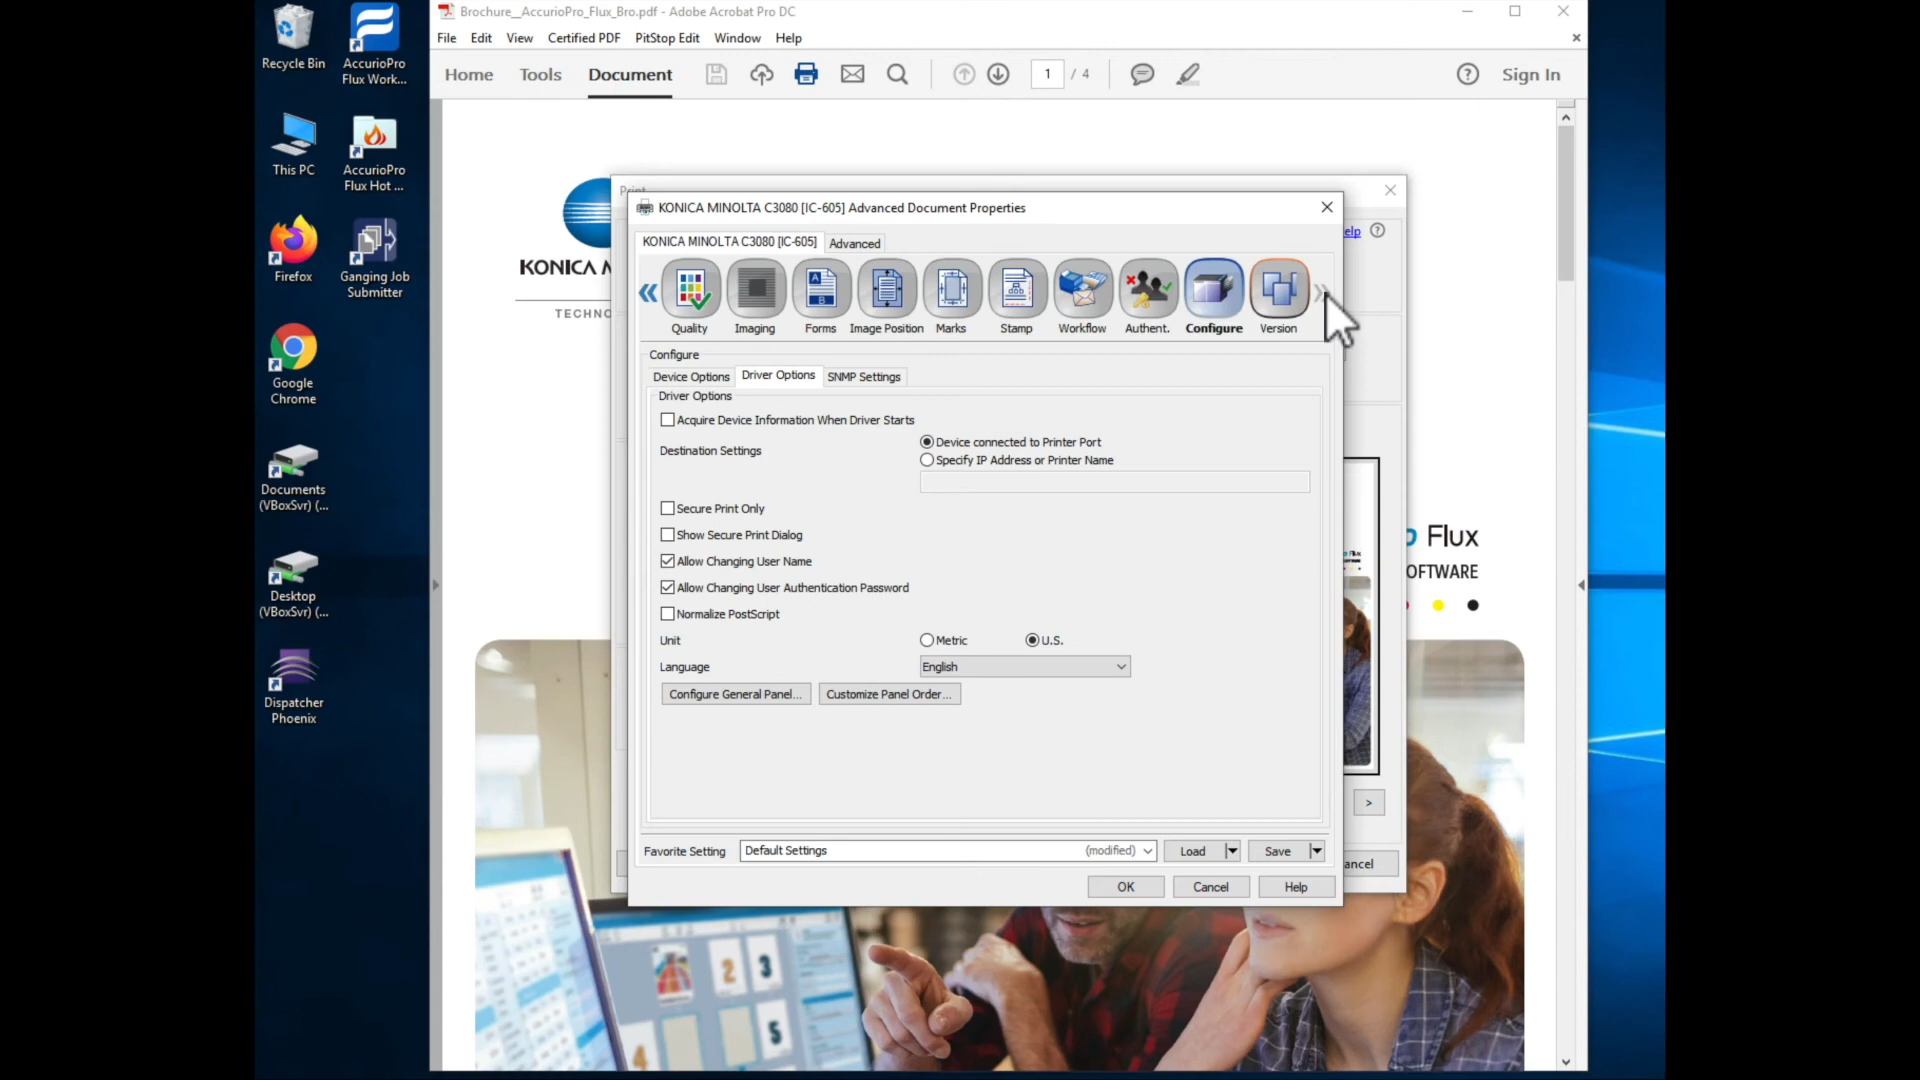 Brochure__AccurioPro_Flux_Bro.pdf - Adobe Acrobat Pro DC
File Edit View Certified PDF PitStop Edit Window Help
Home Tools Document 1 / 4 Sign In
Recycle Bin
AccurioPro Flux Work...
This PC
AccurioPro Flux Hot ...
Firefox
Ganging Job Submitter
Google Chrome
Documents (VBoxSvr) (...
Desktop (VBoxSvr) (...
Dispatcher Phoenix
KONICA M
TECHNO
Print
elp
KONICA MINOLTA C3080 [IC-605] Advanced Document Properties
KONICA MINOLTA C3080 [IC-605] Advanced
Quality Imaging Forms Image Position Marks Stamp Workflow Authent. Configure Version
Configure
Device Options Driver Options SNMP Settings
Driver Options
Acquire Device Information When Driver Starts
Destination Settings
Device connected to Printer Port
Specify IP Address or Printer Name
Secure Print Only
Show Secure Print Dialog
Allow Changing User Name
Allow Changing User Authentication Password
Normalize PostScript
Unit Metric U.S.
Language English
Configure General Panel... Customize Panel Order...
Favorite Setting Default Settings (modified) Load Save
OK Cancel Help
>
ancel
o Flux
OFTWARE
2 3
4 5